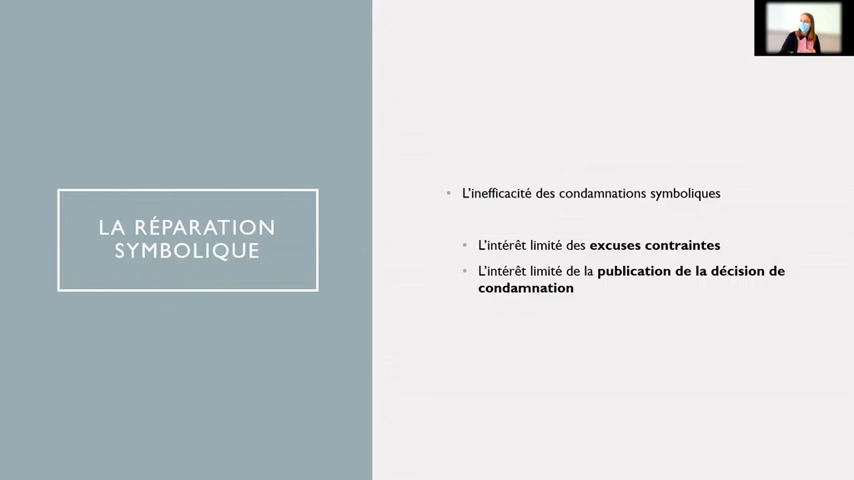 LA RÉPARATION
SYMBOLIQUE
• L'inefficacité des condamnations symboliques
• L'intérêt limité des excuses contraintes
• L'intérêt limité de la publication de la décision de
condamnation